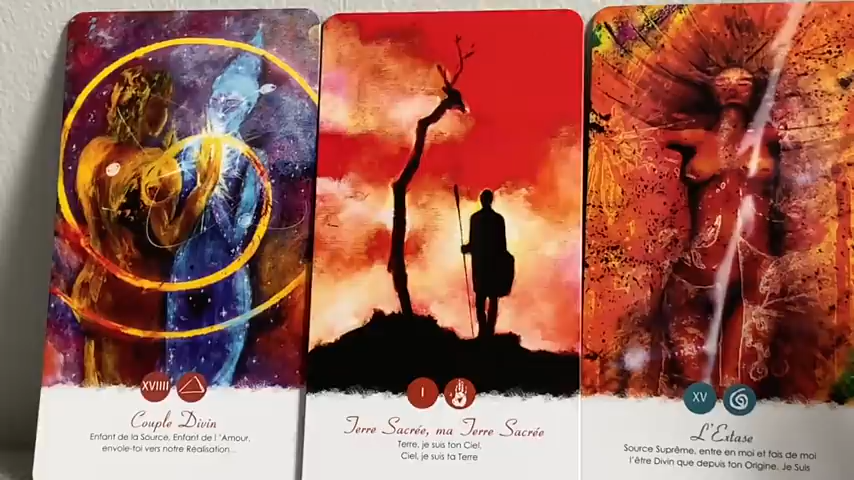 XVIIII
Couple Divin
Enfant de la Source, Enfant de l'Amour,
envole-toi vers notre Réalisation...
I
Terre Sacrée, ma Terre Sacrée
Terre, je suis ton Ciel,
Ciel, je suis ta Terre
XV
L'Extase
Source Suprême, entre en moi et fais de moi
l'être Divin que depuis ton Origine, Je Suis